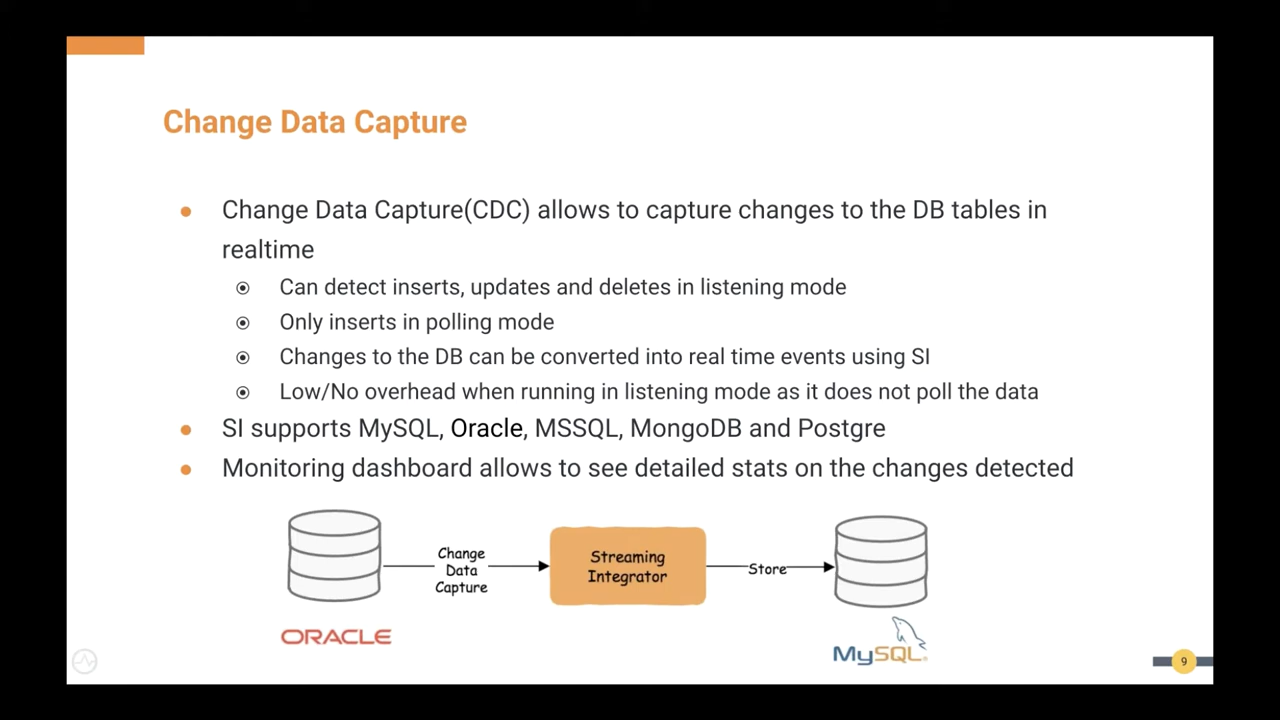 Change Data Capture
Change Data Capture(CDC) allows to capture changes to the DB tables in
realtime
Can detect inserts, updates and deletes in listening mode
Only inserts in polling mode
Changes to the DB can be converted into real time events using SI
Low/No overhead when running in listening mode as it does not poll the data
SI supports MySQL, Oracle, MSSQL, MongoDB and Postgre
Monitoring dashboard allows to see detailed stats on the changes detected
Change
Data
Capture
Streaming
Integrator
Store
ORACLE
MySQL
9